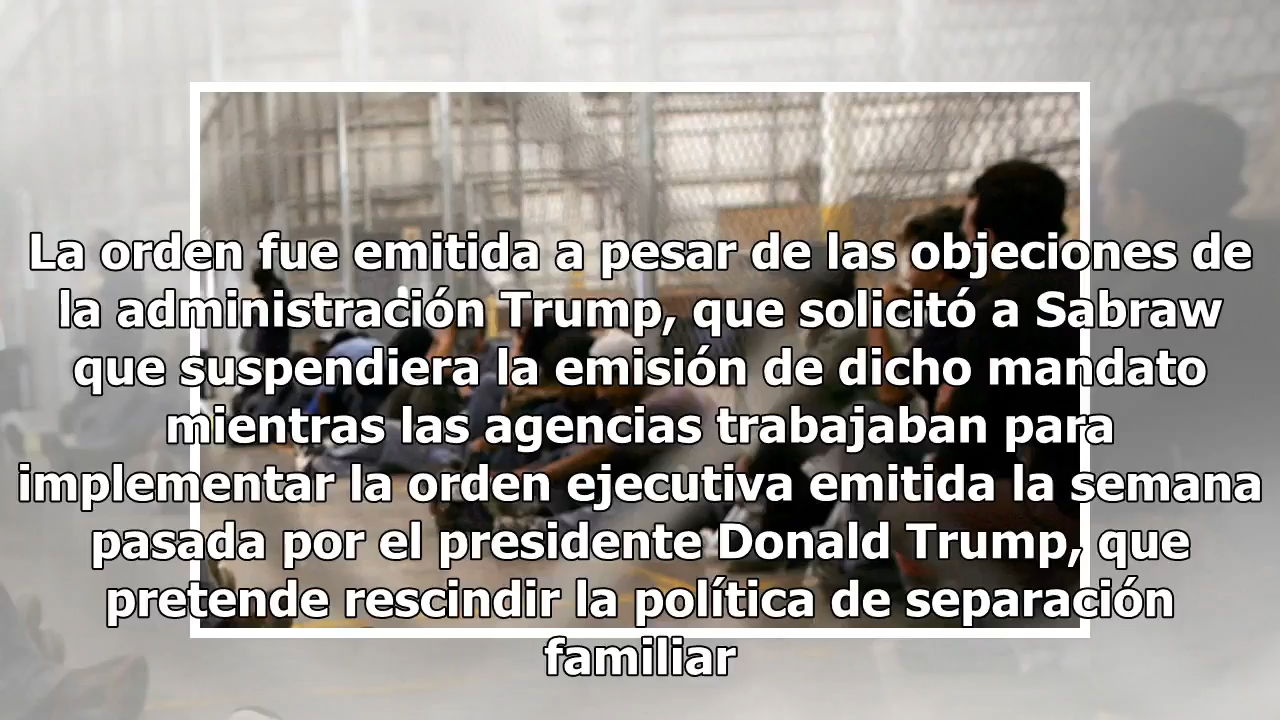 La orden fue emitida a pesar de las objeciones de
la administración Trump, que solicitó a Sabraw
que suspendiera la emisión de dicho mandato
mientras las agencias trabajaban para
implementar la orden ejecutiva emitida la semana
pasada por el presidente Donald Trump, que
pretende rescindir la política de separación
familiar